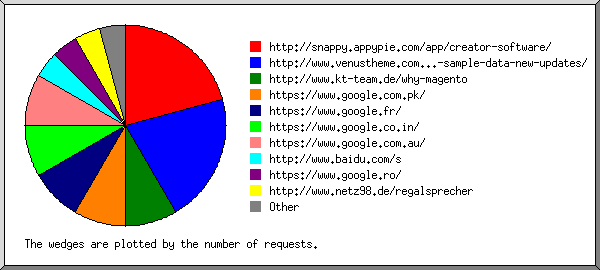 http://snappy.appypie.com/app/creator-software/
http://www.venustheme.com...-sample-data-new-updates/
http://www.kt-team.de/why-magento
https://www.google.com.pk/
https://www.google.fr/
https://www.google.co.in/
https://www.google.com.au/
http://www.baidu.com/s
https://www.google.ro/
http://www.netz98.de/regalsprecher
Other
The wedges are plotted by the number of requests.